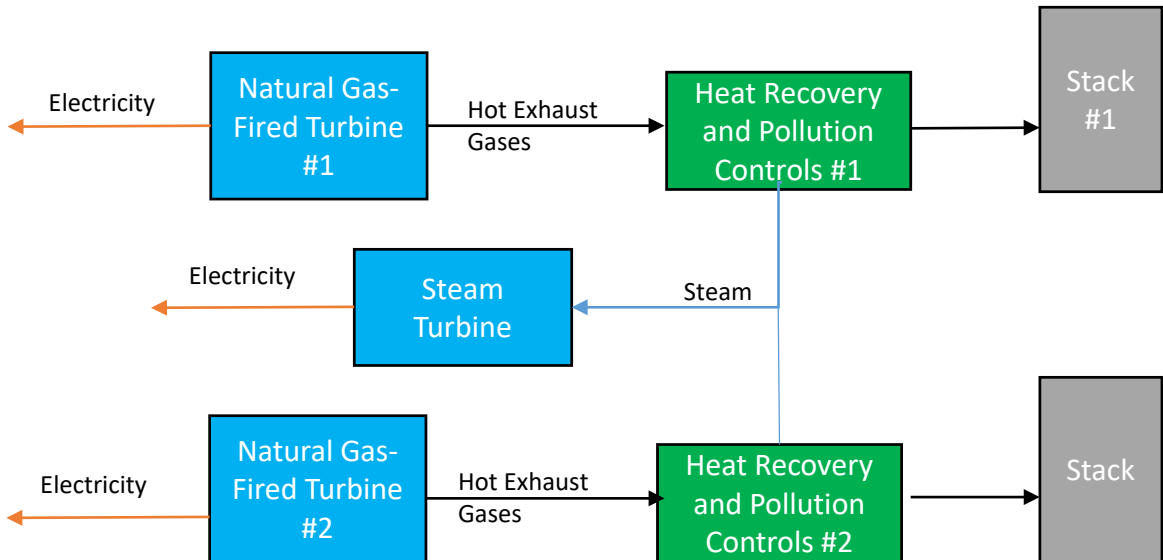 Electricity
Natural Gas-
Fired Turbine
#1
Hot Exhaust
Gases
Heat Recovery
and Pollution
Controls #1
Stack
#1
Electricity
Steam
Turbine
Steam
Electricity
Natural Gas-
Fired Turbine
#2
Hot Exhaust
Gases
Heat Recovery
and Pollution
Controls #2
Stack